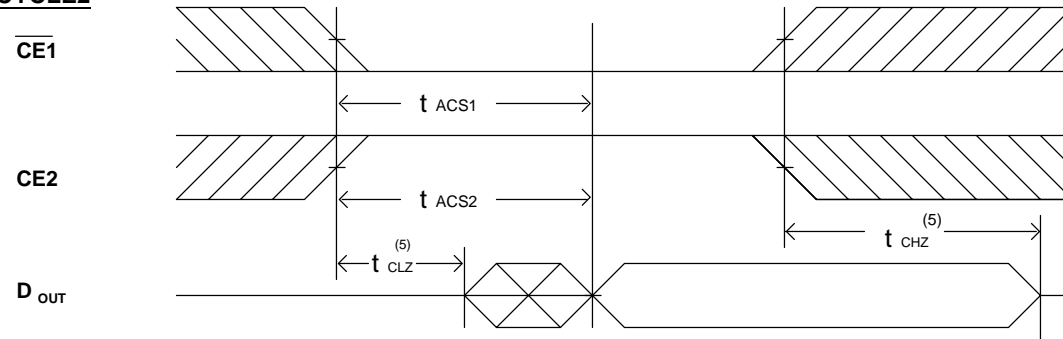 CE1
t ACS1
CE2
t ACS2
t CLZ (5)
t CHZ (5)
D OUT